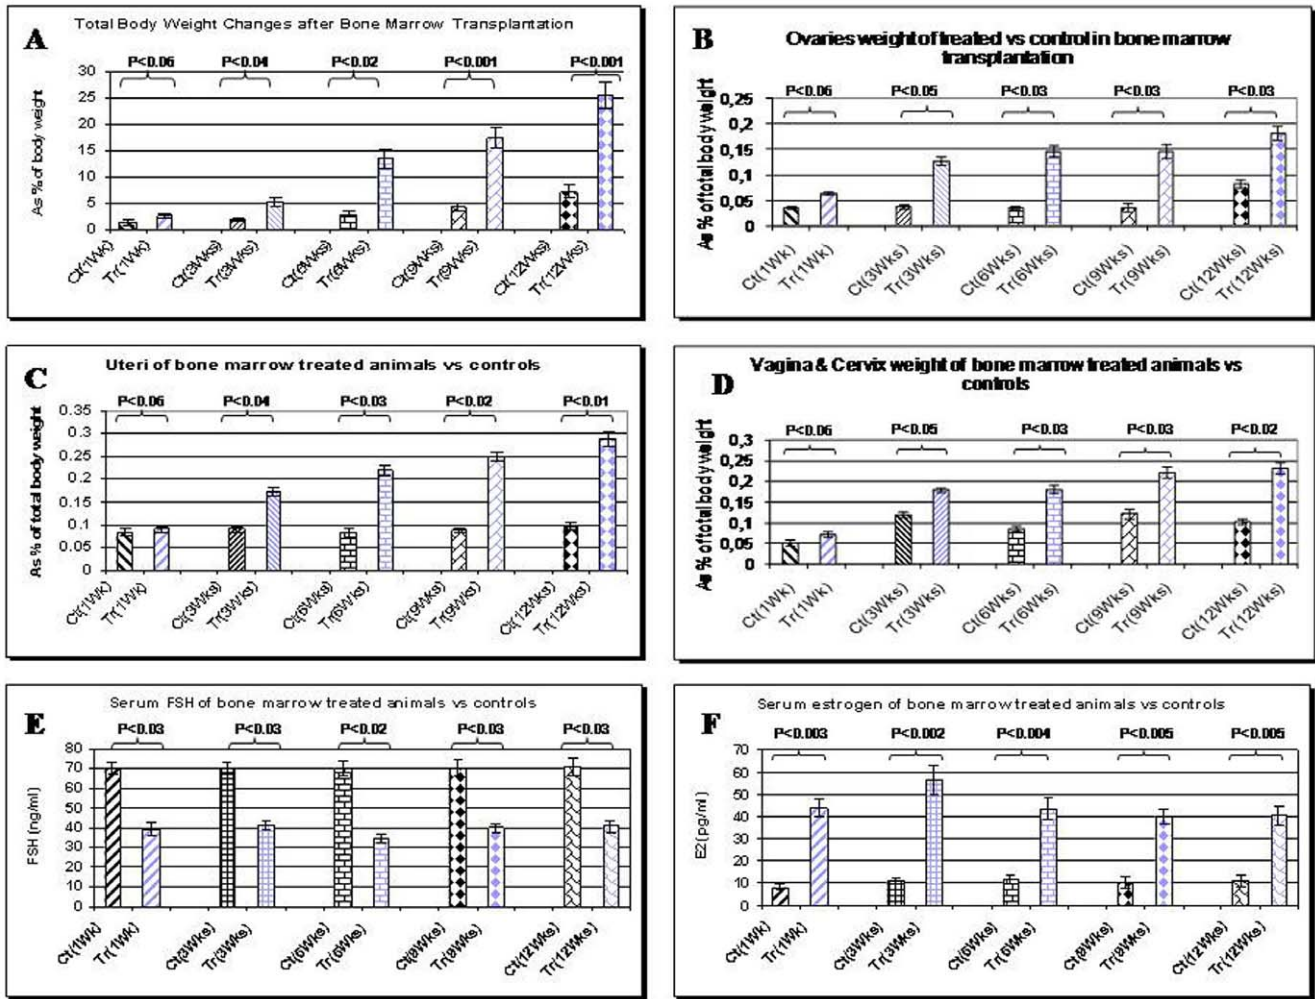 A
Total Body Weight Changes after Bone Marrow Transplantation
P<0.06 P<0.04 P<0.02 P<0.001 P<0.001
As % of body weight
30
25
20
15
10
5
0
Ct(1Wk) Tr(1Wk) Ct(3Wks) Tr(3Wks) Ct(6Wks) Tr(6Wks) Ct(9Wks) Tr(9Wks) Ct(12Wks) Tr(12Wks)
B
Ovaries weight of treated vs control in bone marrow
transplantation
P<0.06 P<0.05 P<0.03 P<0.03 P<0.03
As % of total body weight
0,25
0,2
0,15
0,1
0,05
0
Ct(1Wk) Tr(1Wk) Ct(3Wks) Tr(3Wks) Ct(6Wks) Tr(6Wks) Ct(9Wks) Tr(9Wks) Ct(12Wks) Tr(12Wks)
C
Uteri of bone marrow treated animals vs controls
P<0.06 P<0.04 P<0.03 P<0.02 P<0.01
As % of total body weight
0.35
0.3
0.25
0.2
0.15
0.1
0.05
0
Ct(1Wk) Tr(1Wk) Ct(3Wks) Tr(3Wks) Ct(6Wks) Tr(6Wks) Ct(9Wks) Tr(9Wks) Ct(12Wks) Tr(12Wks)
D
Vagina & Cervix weight of bone marrow treated animals vs
controls
P<0.06 P<0.05 P<0.03 P<0.03 P<0.02
As % of total body weight
0,3
0,25
0,2
0,15
0,1
0,05
0
Ct(1Wk) Tr(1Wk) Ct(3Wks) Tr(3Wks) Ct(6Wks) Tr(6Wks) Ct(9Wks) Tr(9Wks) Ct(12Wks) Tr(12Wks)
E
Serum FSH of bone marrow treated animals vs controls
P<0.03 P<0.03 P<0.02 P<0.03 P<0.03
FSH (ng/ml)
80
70
60
50
40
30
20
10
0
Ct(1Wk) Tr(1Wk) Ct(3Wks) Tr(3Wks) Ct(6Wks) Tr(6Wks) Ct(9Wks) Tr(9Wks) Ct(12Wks) Tr(12Wks)
F
Serum estrogen of bone marrow treated animals vs controls
P<0.003 P<0.002 P<0.004 P<0.005 P<0.005
E2(pg/ml)
70
60
50
40
30
20
10
0
Ct(1Wk) Tr(1Wk) Ct(3Wks) Tr(3Wks) Ct(6Wks) Tr(6Wks) Ct(9Wks) Tr(9Wks) Ct(12Wks) Tr(12Wks)